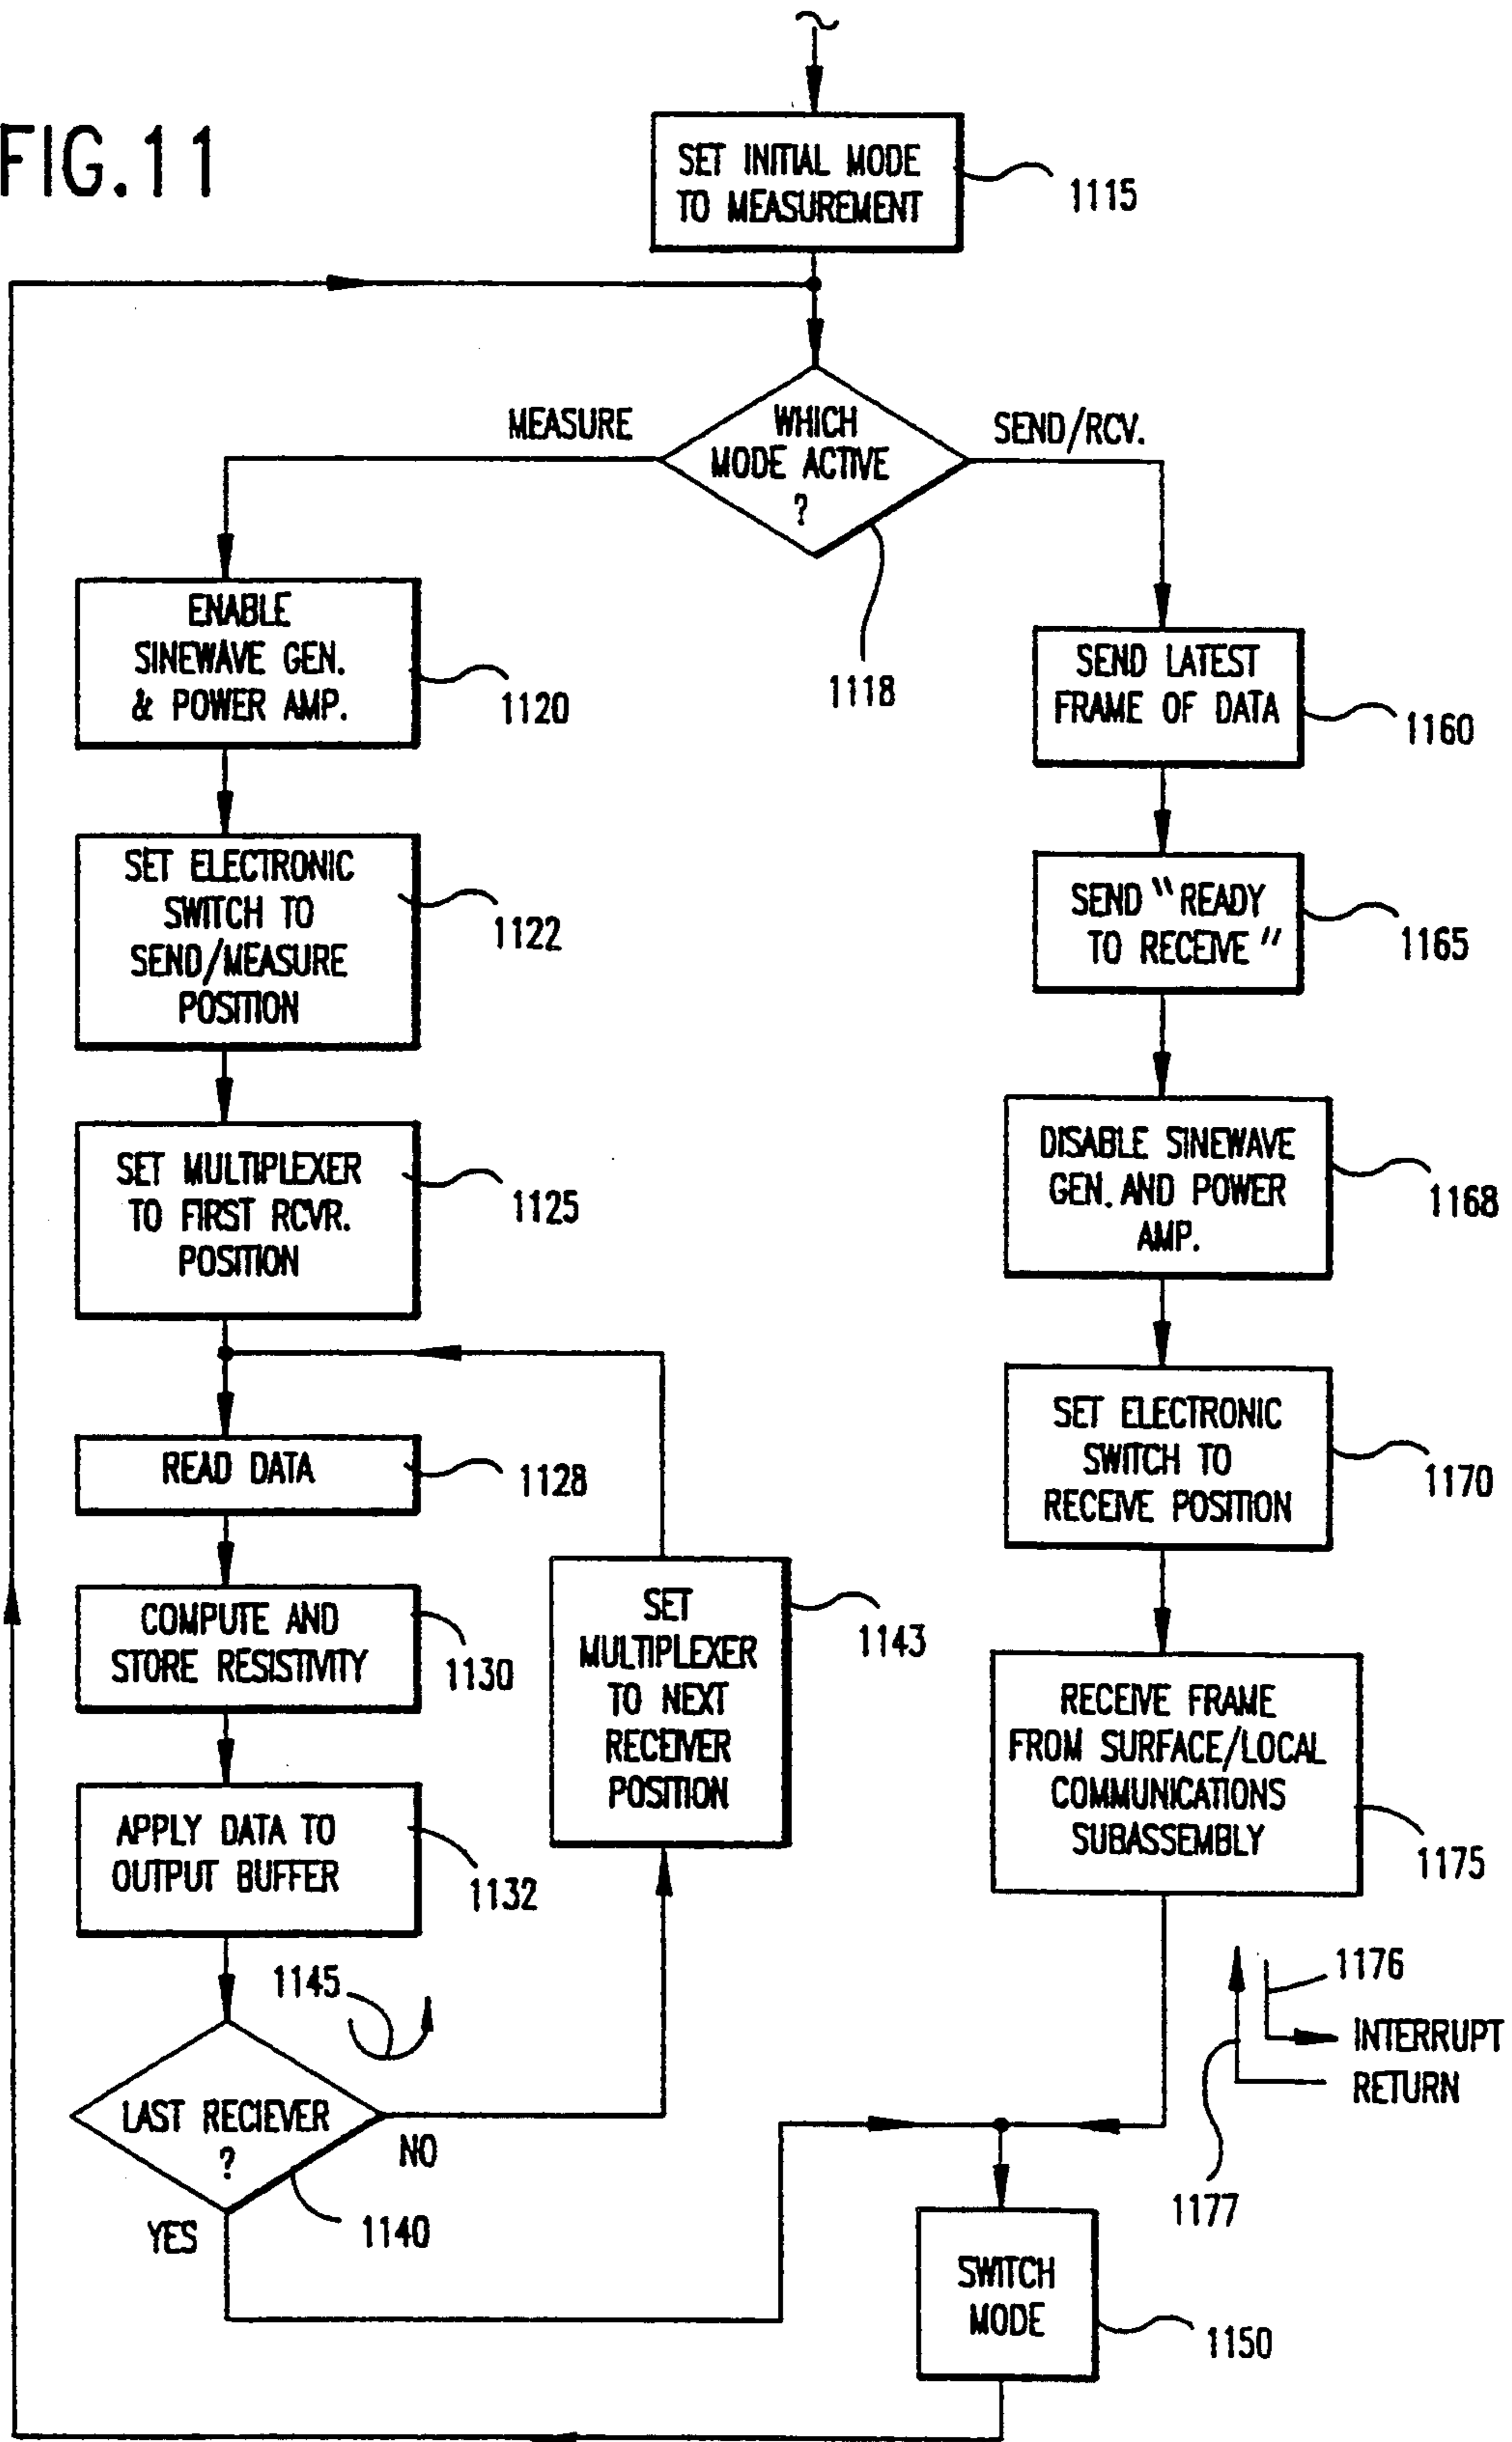 FIG.11
SET INITIAL MODE
TO MEASUREMENT
1115
MEASURE
WHICH
MODE ACTIVE
?
SEND/RCV.
1118
ENABLE
SINEWAVE GEN.
& POWER AMP.
1120
SET ELECTRONIC
SWITCH TO
SEND/MEASURE
POSITION
1122
SET MULTIPLEXER
TO FIRST RCVR.
POSITION
1125
READ DATA
1128
COMPUTE AND
STORE RESISTIVITY
1130
APPLY DATA TO
OUTPUT BUFFER
1132
1145
LAST RECIEVER
?
NO
YES
1140
SET
MULTIPLEXER
TO NEXT
RECEIVER
POSITION
1143
SEND LATEST
FRAME OF DATA
1160
SEND "READY
TO RECEIVE"
1165
DISABLE SINEWAVE
GEN. AND POWER
AMP.
1168
SET ELECTRONIC
SWITCH TO
RECEIVE POSITION
1170
RECEIVE FRAME
FROM SURFACE/LOCAL
COMMUNICATIONS
SUBASSEMBLY
1175
1176
INTERRUPT
RETURN
1177
SWITCH
MODE
1150